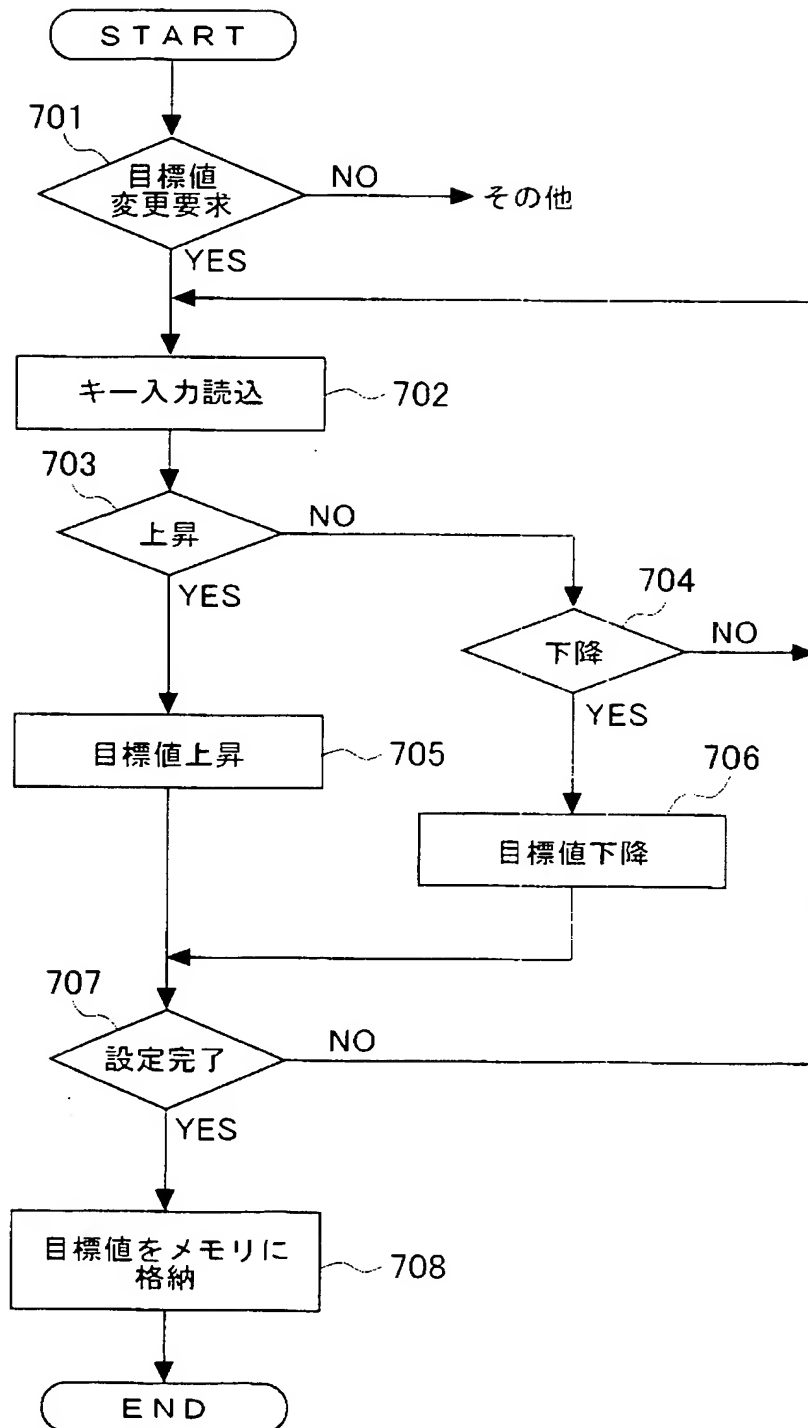 START
701
目標値
変更要求
NO
その他
YES
キー入力読込
702
703
上昇
NO
YES
704
下降
NO
YES
目標値上昇
705
706
目標値下降
707
設定完了
NO
YES
目標値をメモリに
格納
708
END